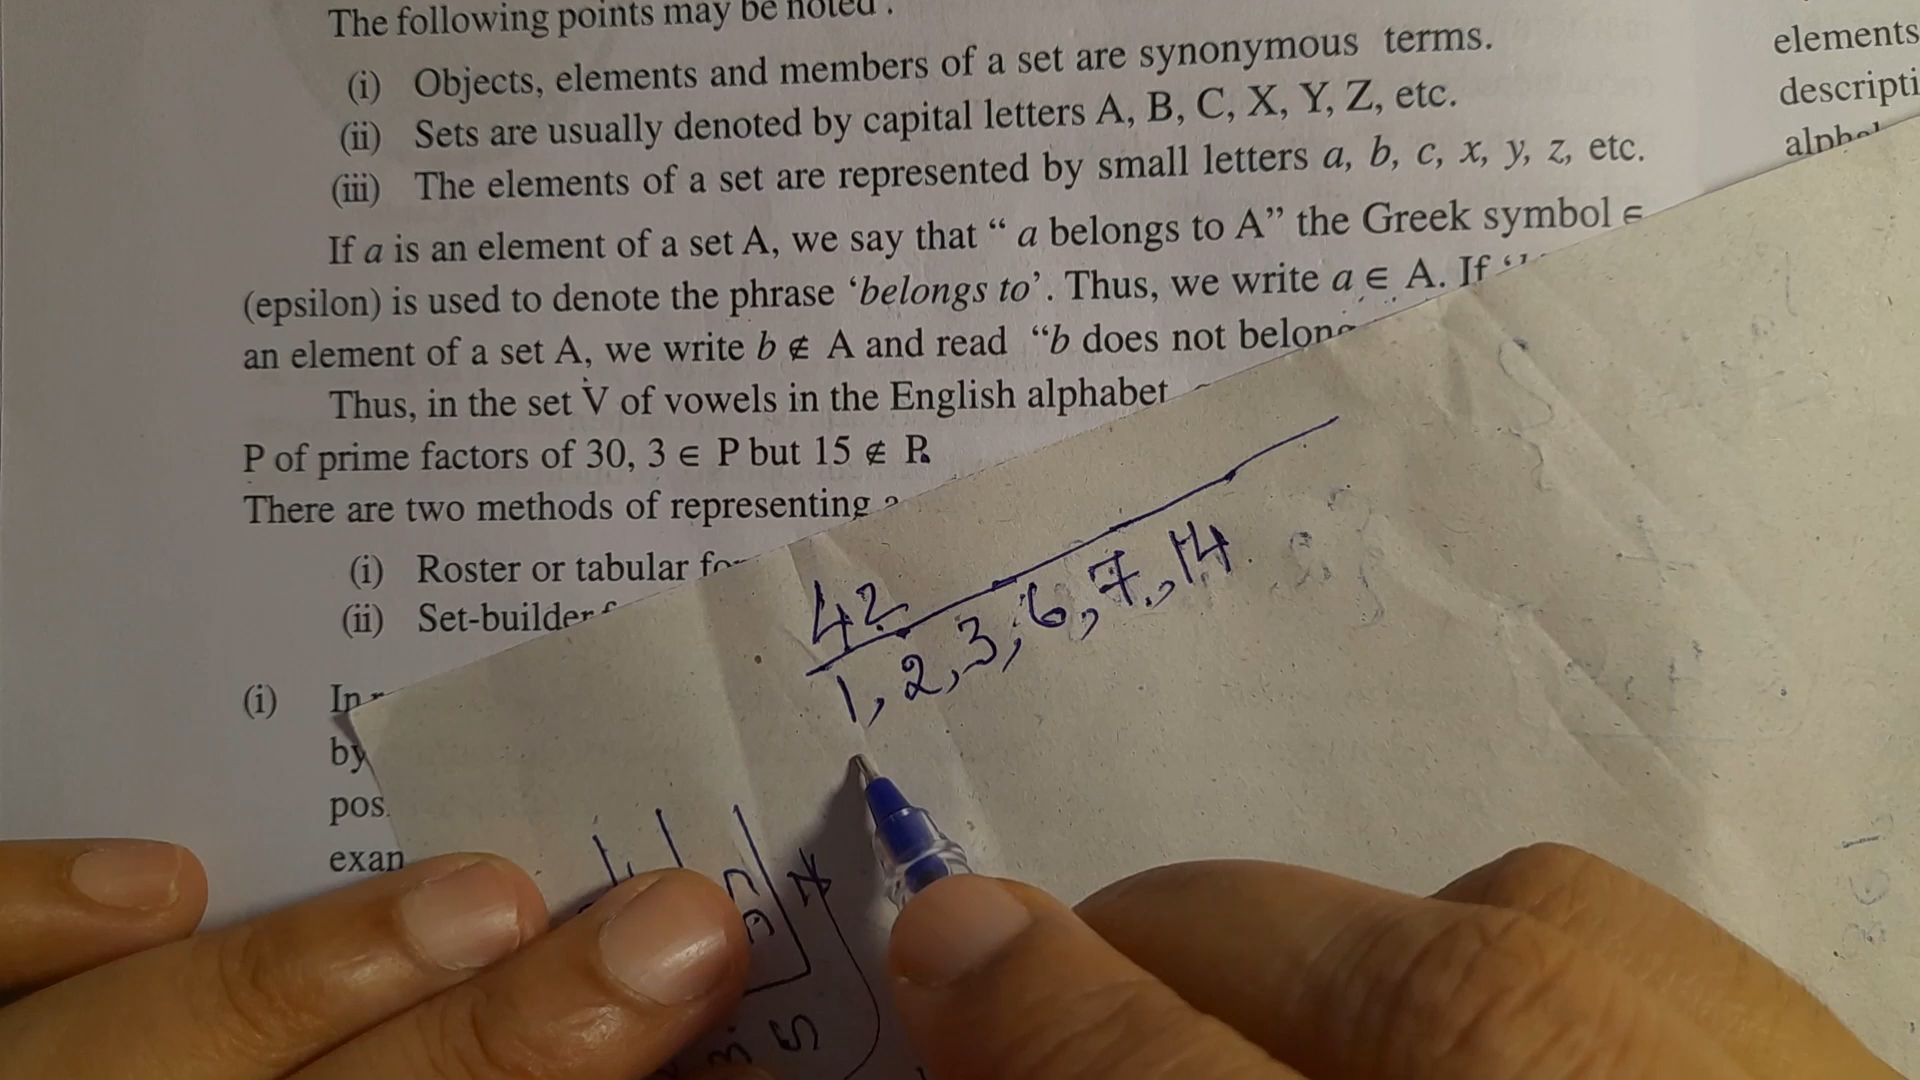 The following points may be noted :
(i) Objects, elements and members of a set are synonymous terms.
(ii) Sets are usually denoted by capital letters A, B, C, X, Y, Z, etc.
(iii) The elements of a set are represented by small letters a, b, c, x, y, z, etc.
If a is an element of a set A, we say that “ a belongs to A” the Greek symbol ∈
(epsilon) is used to denote the phrase ‘belongs to’. Thus, we write a ∈ A. If
an element of a set A, we write b ∉ A and read “b does not belong
Thus, in the set V of vowels in the English alphabet
P of prime factors of 30, 3 ∈ P but 15 ∉ P.
There are two methods of representing
(i) Roster or tabular
(ii) Set-builder
(i) In
by
pos
exan
elements
descripti
42
1, 2, 3, 6, 7, 14
5